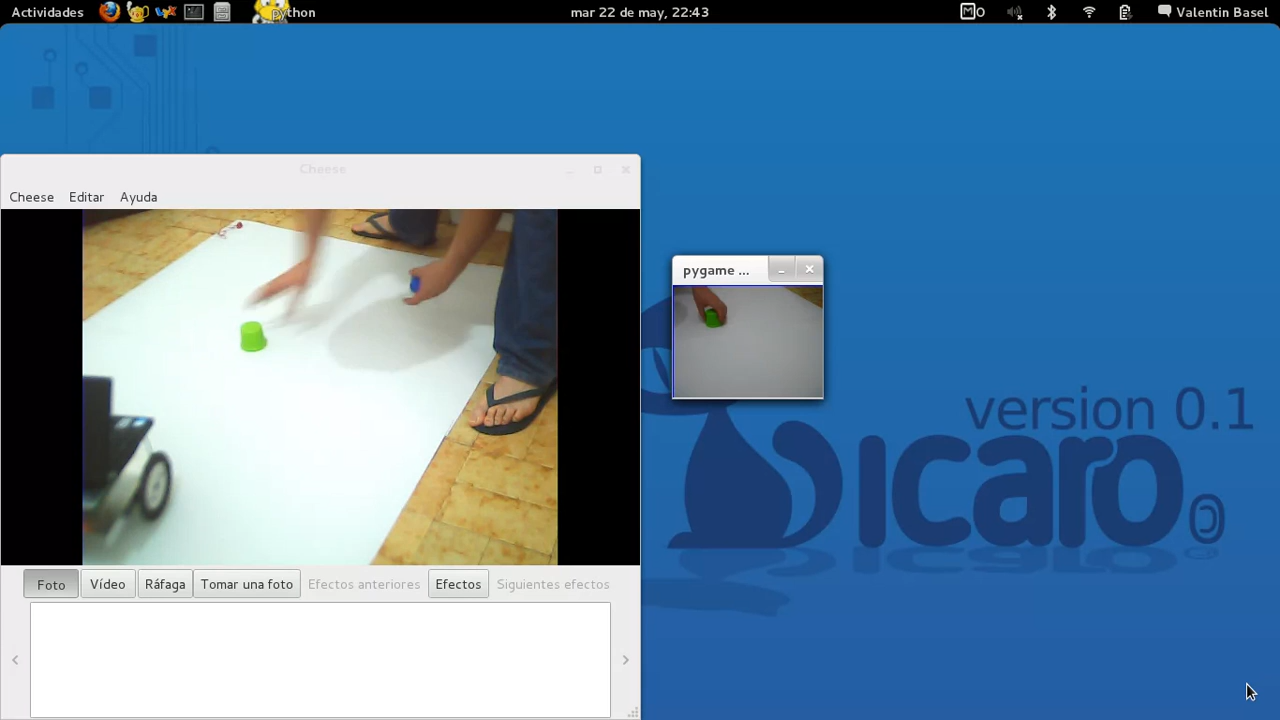 Actividades python mar 22 de may, 22:43 Valentin Basel
Cheese
Cheese Editar Ayuda
pygame ...
version 0.1
icaro
Foto Vídeo Ráfaga Tomar una foto Efectos anteriores Efectos Siguientes efectos